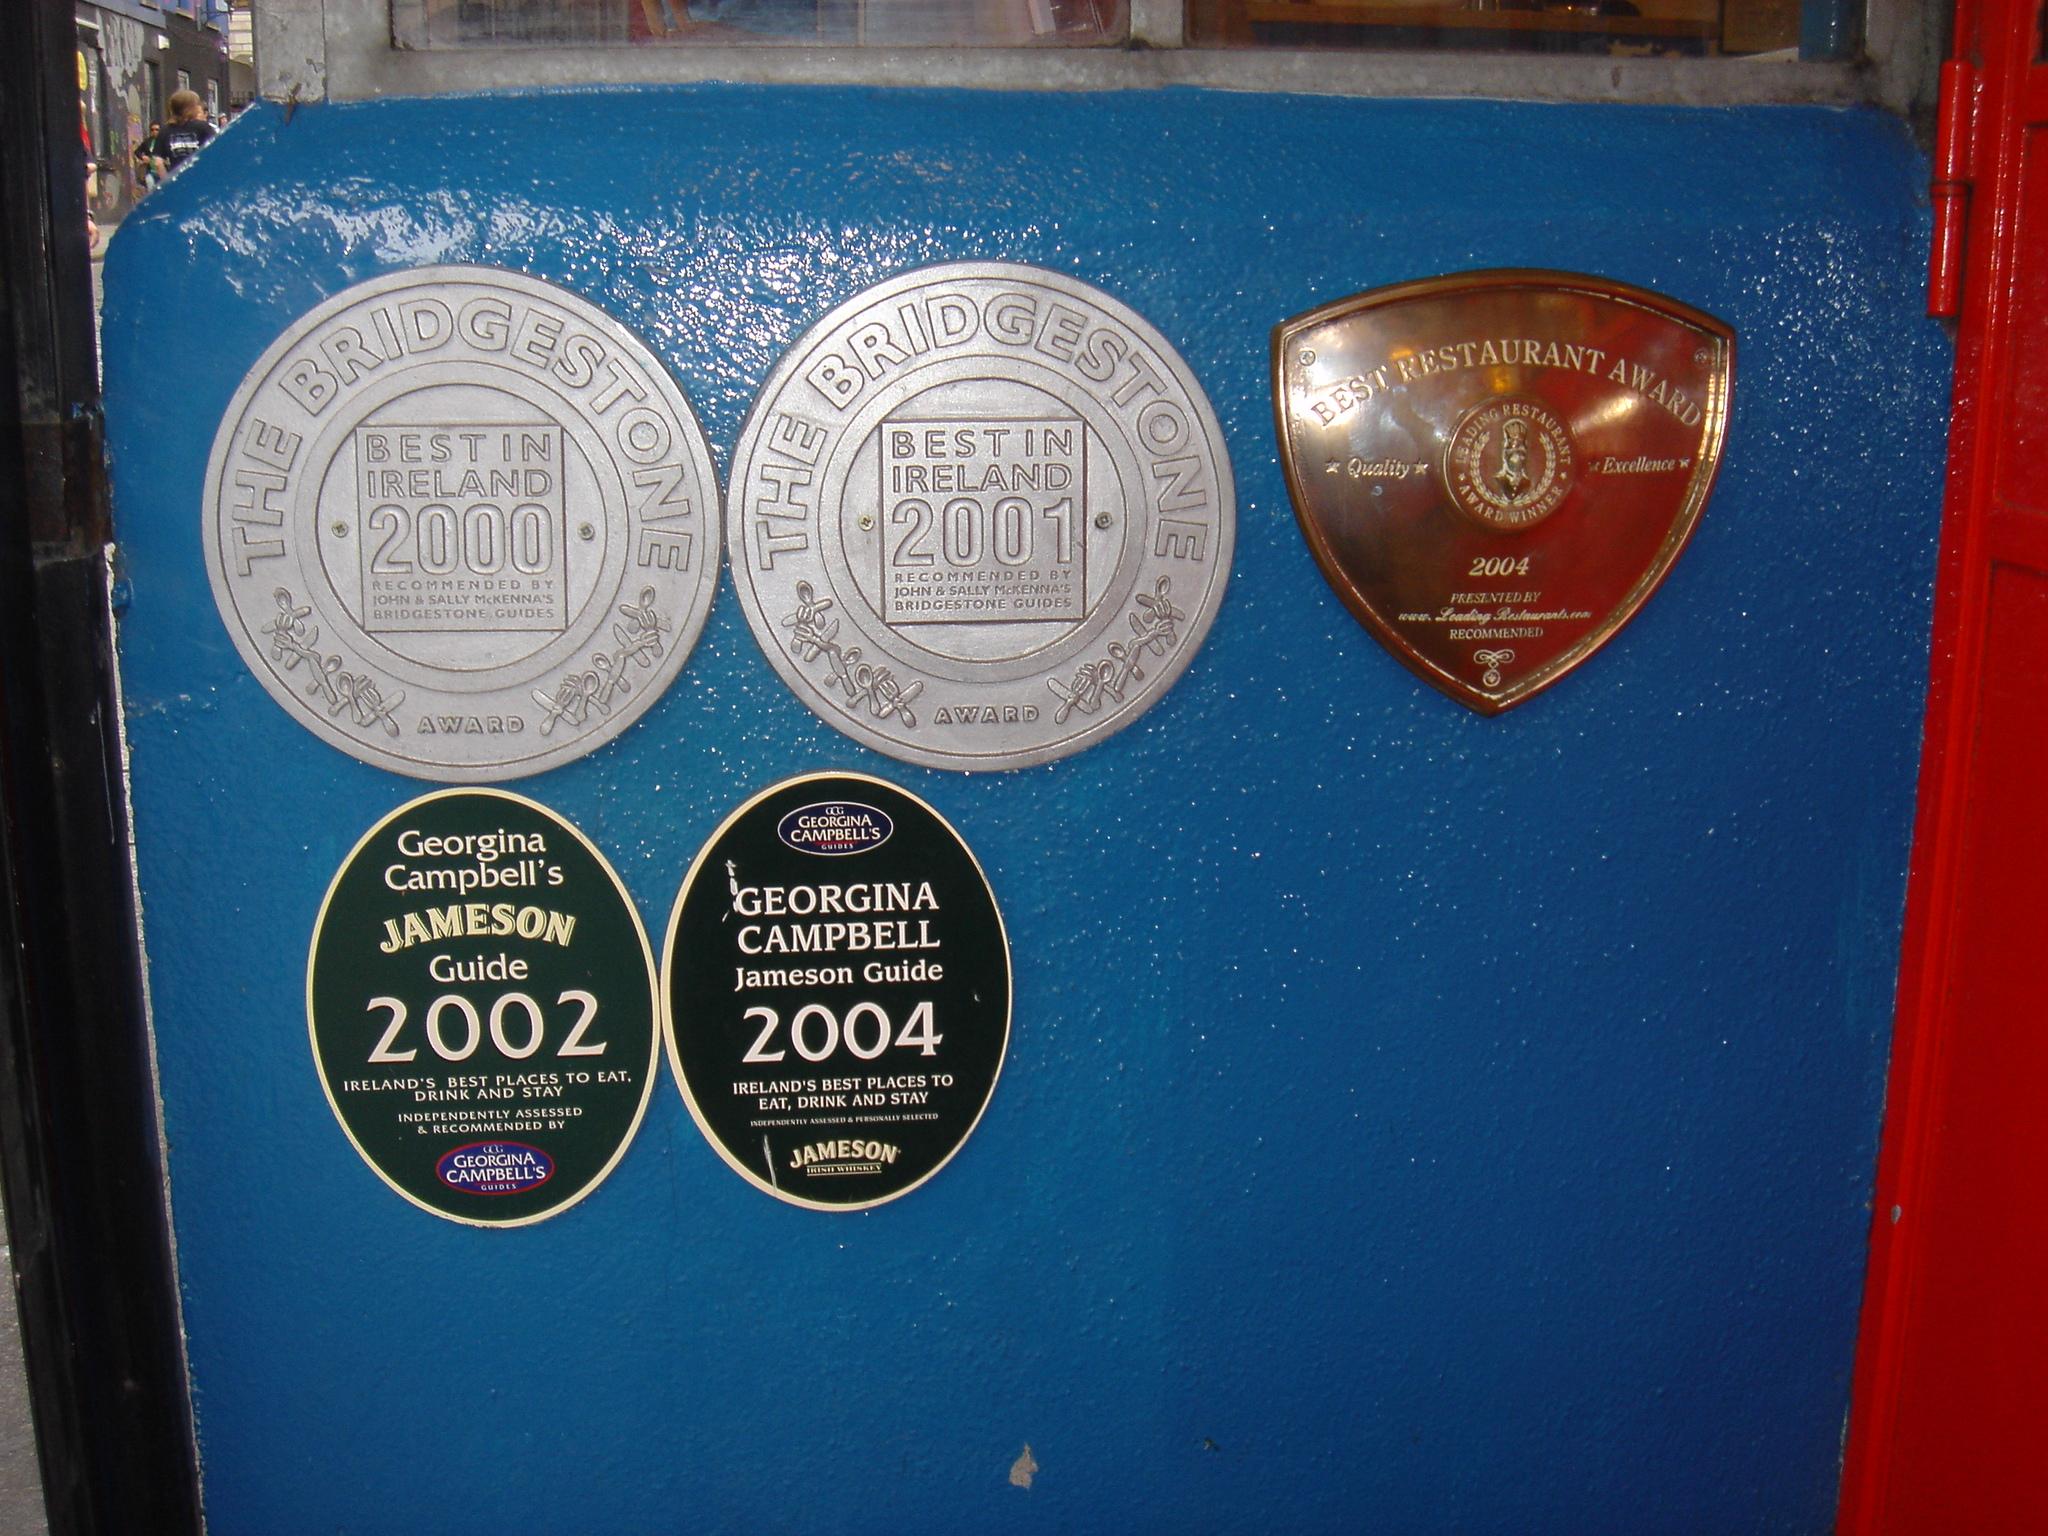 THE BRIDGESTONE
BEST IN
IRELAND
2000
RECOMMENDED BY
JOHN & SALLY McKENNA'S
BRIDGESTONE GUIDES
AWARD
THE BRIDGESTONE
BEST IN
IRELAND
2001
RECOMMENDED BY
JOHN & SALLY McKENNA'S
BRIDGESTONE GUIDES
AWARD
BEST RESTAURANT AWARD
LEADING RESTAURANT
Quality
Excellence
AWARD WINNER
2004
PRESENTED BY
www.LeadingRestaurants.com
RECOMMENDED
Georgina
Campbell's
JAMESON
Guide
2002
IRELAND'S BEST PLACES TO EAT,
DRINK AND STAY
INDEPENDENTLY ASSESSED
& RECOMMENDED BY
GCG
GEORGINA
CAMPBELL'S
GUIDES
GCG
GEORGINA
CAMPBELL'S
GUIDES
GEORGINA
CAMPBELL
Jameson Guide
2004
IRELAND'S BEST PLACES TO
EAT, DRINK AND STAY
INDEPENDENTLY ASSESSED & PERSONALLY SELECTED
JAMESON
IRISH WHISKEY